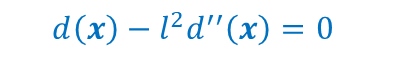 d(x) − l²d′′(x) = 0